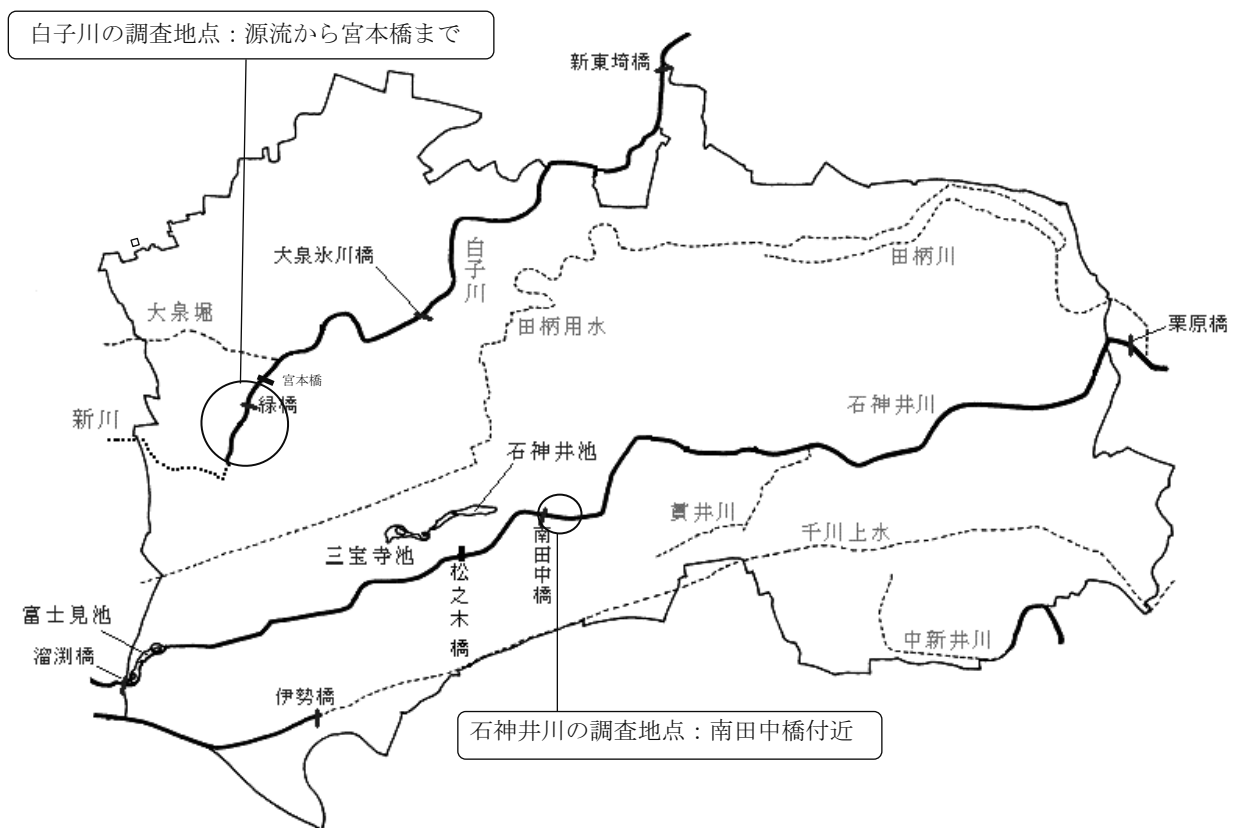 白子川の調査地点：源流から宮本橋まで
新東埼橋
大泉氷川橋
白子川
大泉堀
田柄用水
田柄川
栗原橋
宮本橋
緑橋
新川
石神井川
石神井池
貫井川
千川上水
三宝寺池
南田中橋
松之木橋
富士見池
溜渕橋
中新井川
伊勢橋
石神井川の調査地点：南田中橋付近